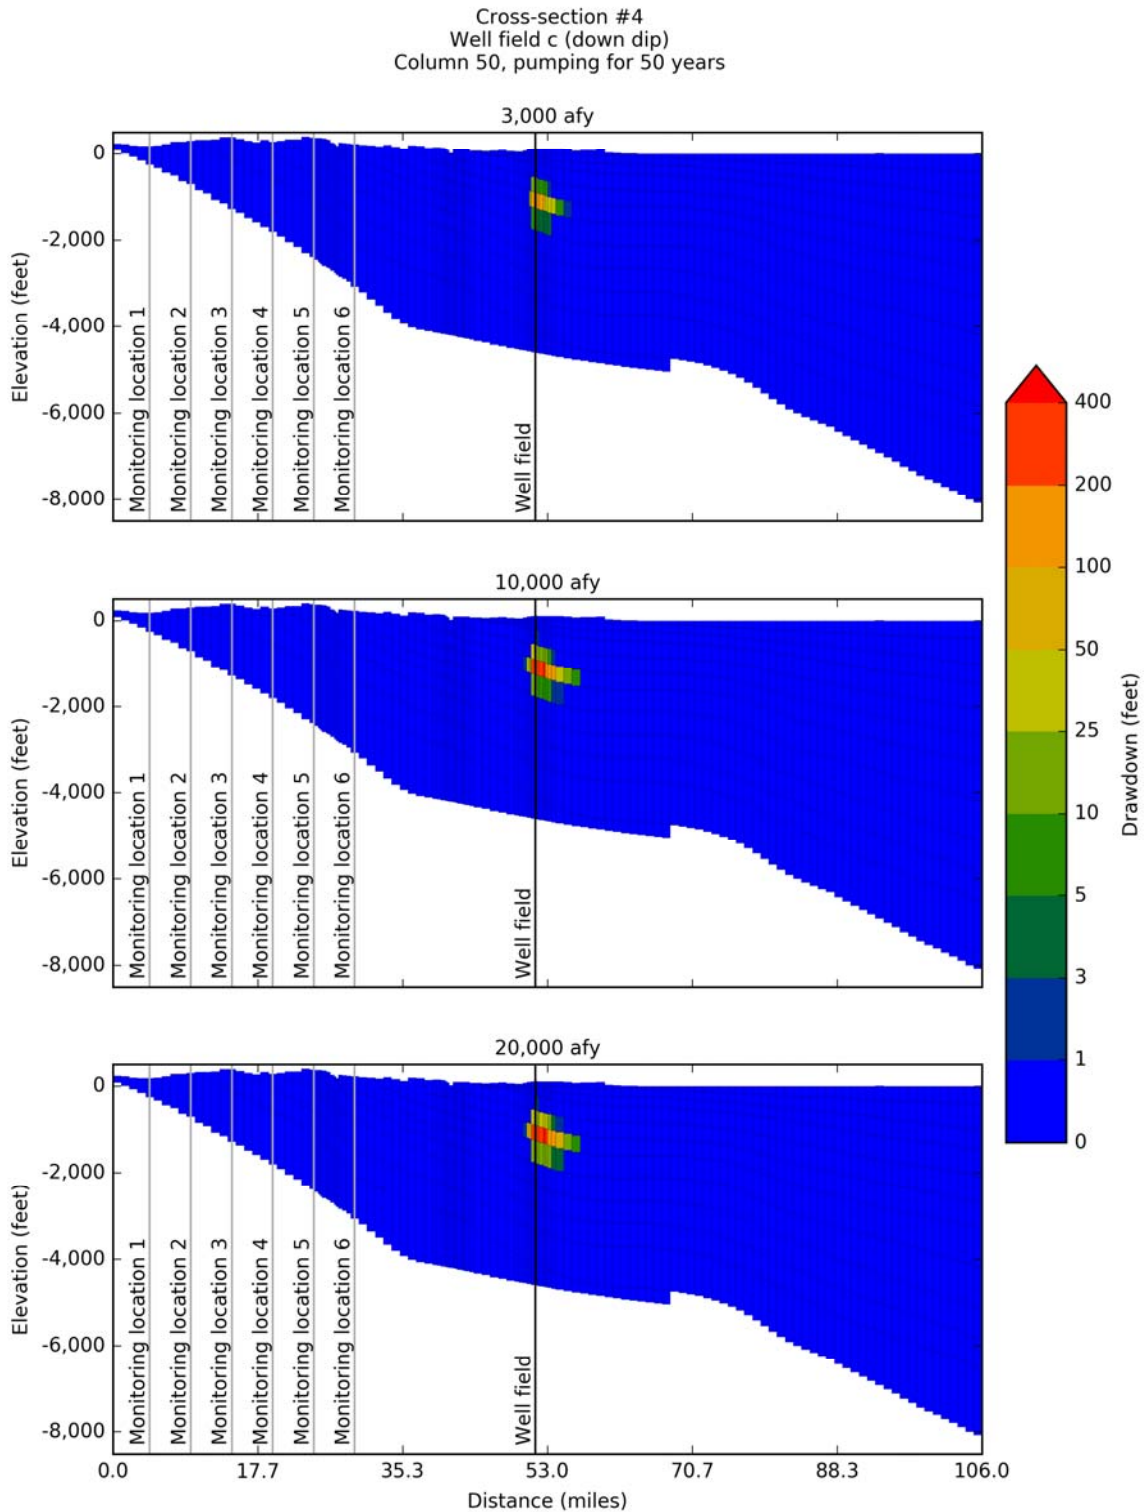 Cross-section #4
Well field c (down dip)
Column 50, pumping for 50 years
3,000 afy
0
-2,000
-4,000
-6,000
-8,000
Elevation (feet)
Monitoring location 1
Monitoring location 2
Monitoring location 3
Monitoring location 4
Monitoring location 5
Monitoring location 6
Well field
10,000 afy
0
-2,000
-4,000
-6,000
-8,000
Elevation (feet)
Monitoring location 1
Monitoring location 2
Monitoring location 3
Monitoring location 4
Monitoring location 5
Monitoring location 6
Well field
20,000 afy
0
-2,000
-4,000
-6,000
-8,000
Elevation (feet)
Monitoring location 1
Monitoring location 2
Monitoring location 3
Monitoring location 4
Monitoring location 5
Monitoring location 6
Well field
0.0 17.7 35.3 53.0 70.7 88.3 106.0
Distance (miles)
400
200
100
50
25
10
5
3
1
0
Drawdown (feet)